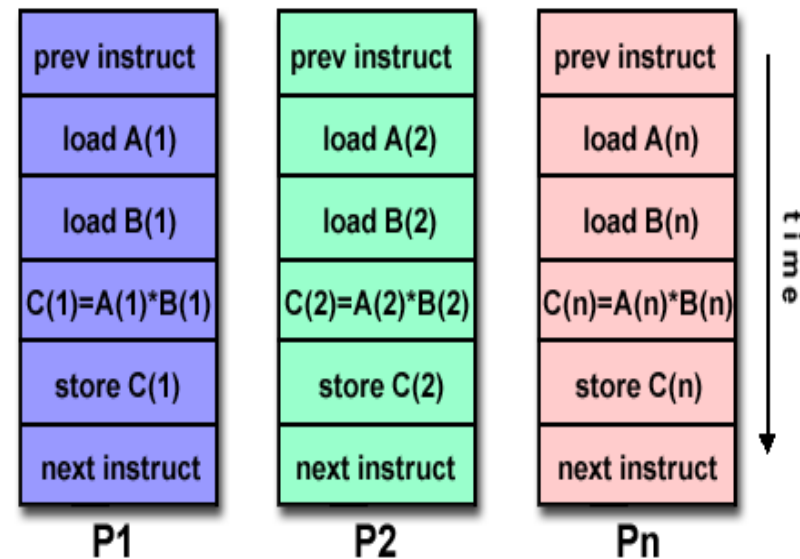 prev instruct
load A(1)
load B(1)
C(1)=A(1)*B(1)
store C(1)
next instruct
P1
prev instruct
load A(2)
load B(2)
C(2)=A(2)*B(2)
store C(2)
next instruct
P2
prev instruct
load A(n)
load B(n)
C(n)=A(n)*B(n)
store C(n)
next instruct
Pn
time